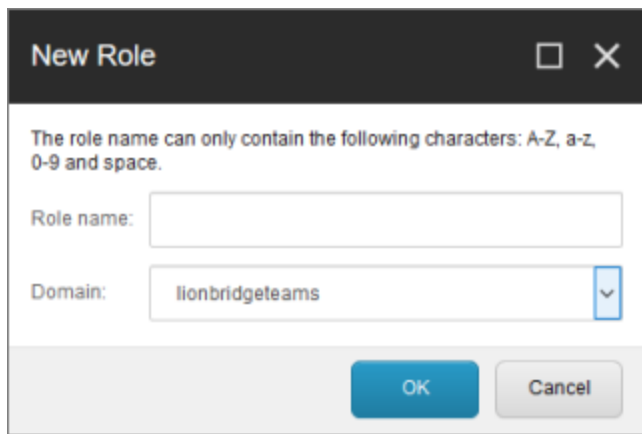 New Role
The role name can only contain the following characters: A-Z, a-z,
0-9 and space.
Role name:
Domain: lionbridgeteams
OK Cancel